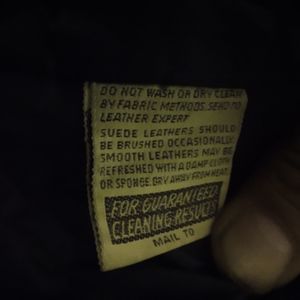 DO NOT WASH OR DRY CLEAN
BY FABRIC METHODS. SEND TO
LEATHER EXPERT
SUEDE LEATHERS SHOULD
BE BRUSHED OCCASIONALLY.
SMOOTH LEATHERS MAY BE
REFRESHED WITH A DAMP CLOTH
OR SPONGE. DRY AWAY FROM HEAT.
FOR GUARANTEED
CLEANING RESULTS
MAIL TO